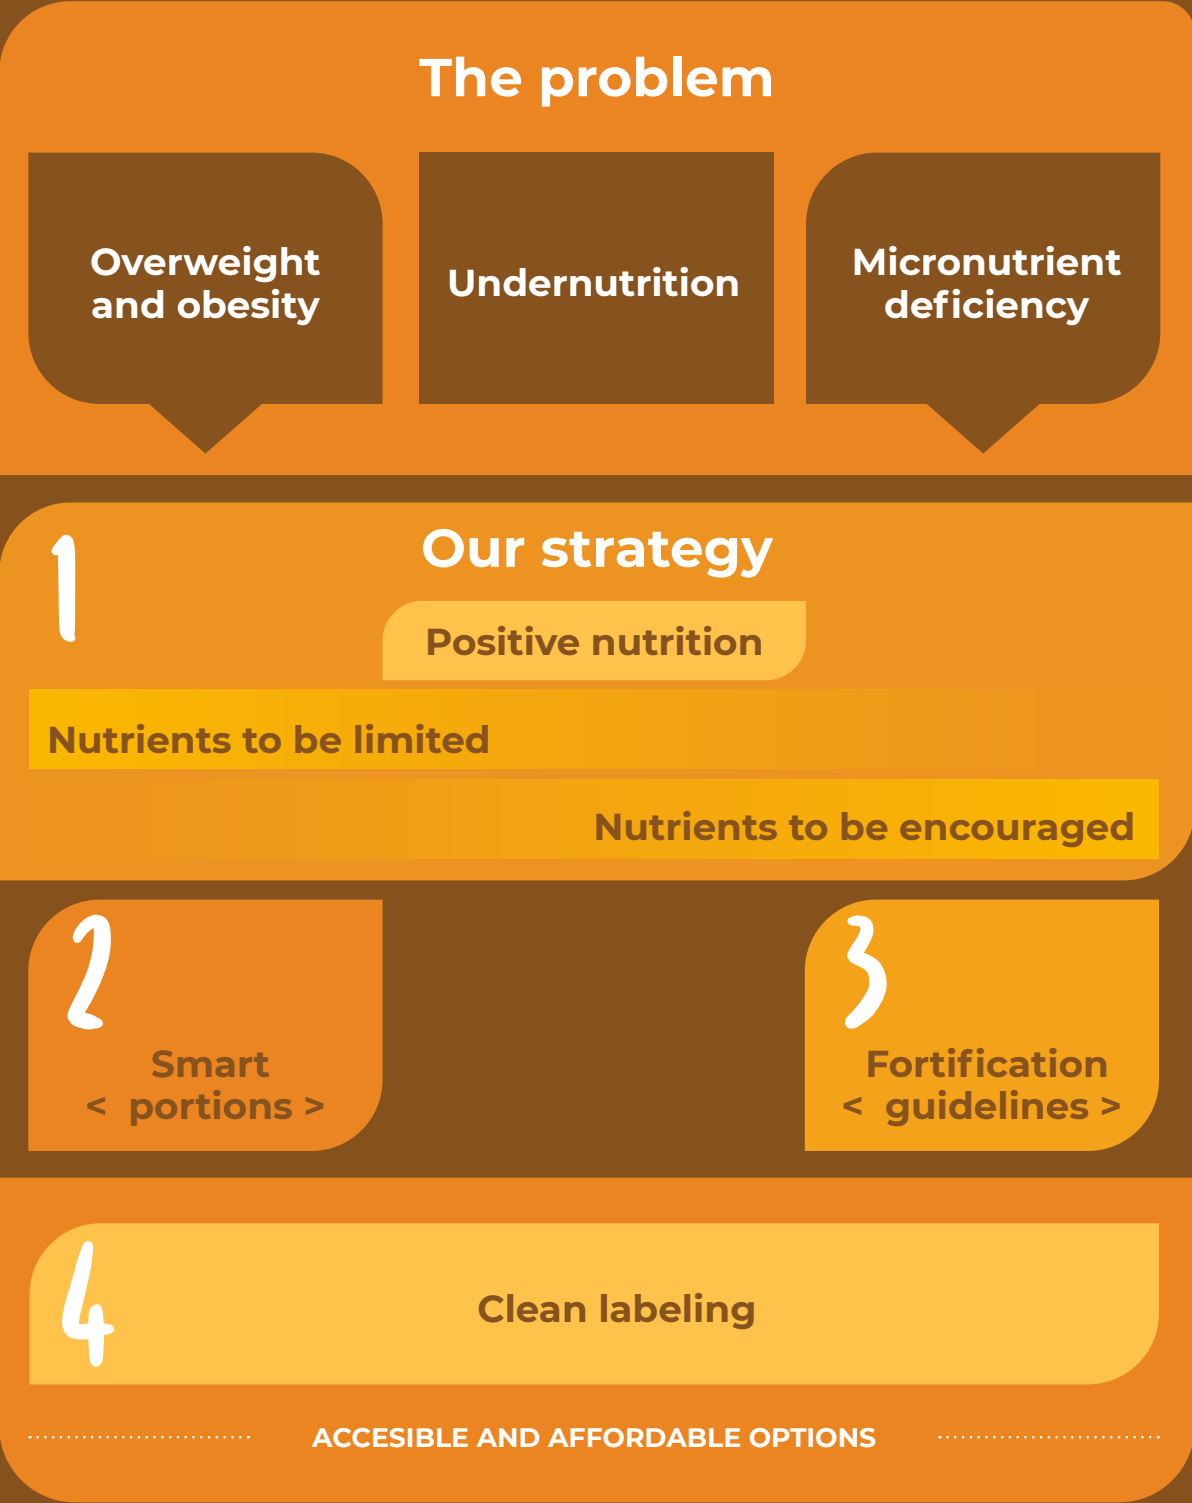 The problem
Overweight
and obesity
Undernutrition
Micronutrient
deficiency
1
Our strategy
Positive nutrition
Nutrients to be limited
Nutrients to be encouraged
2
Smart
< portions >
3
Fortification
< guidelines >
4
Clean labeling
ACCESIBLE AND AFFORDABLE OPTIONS